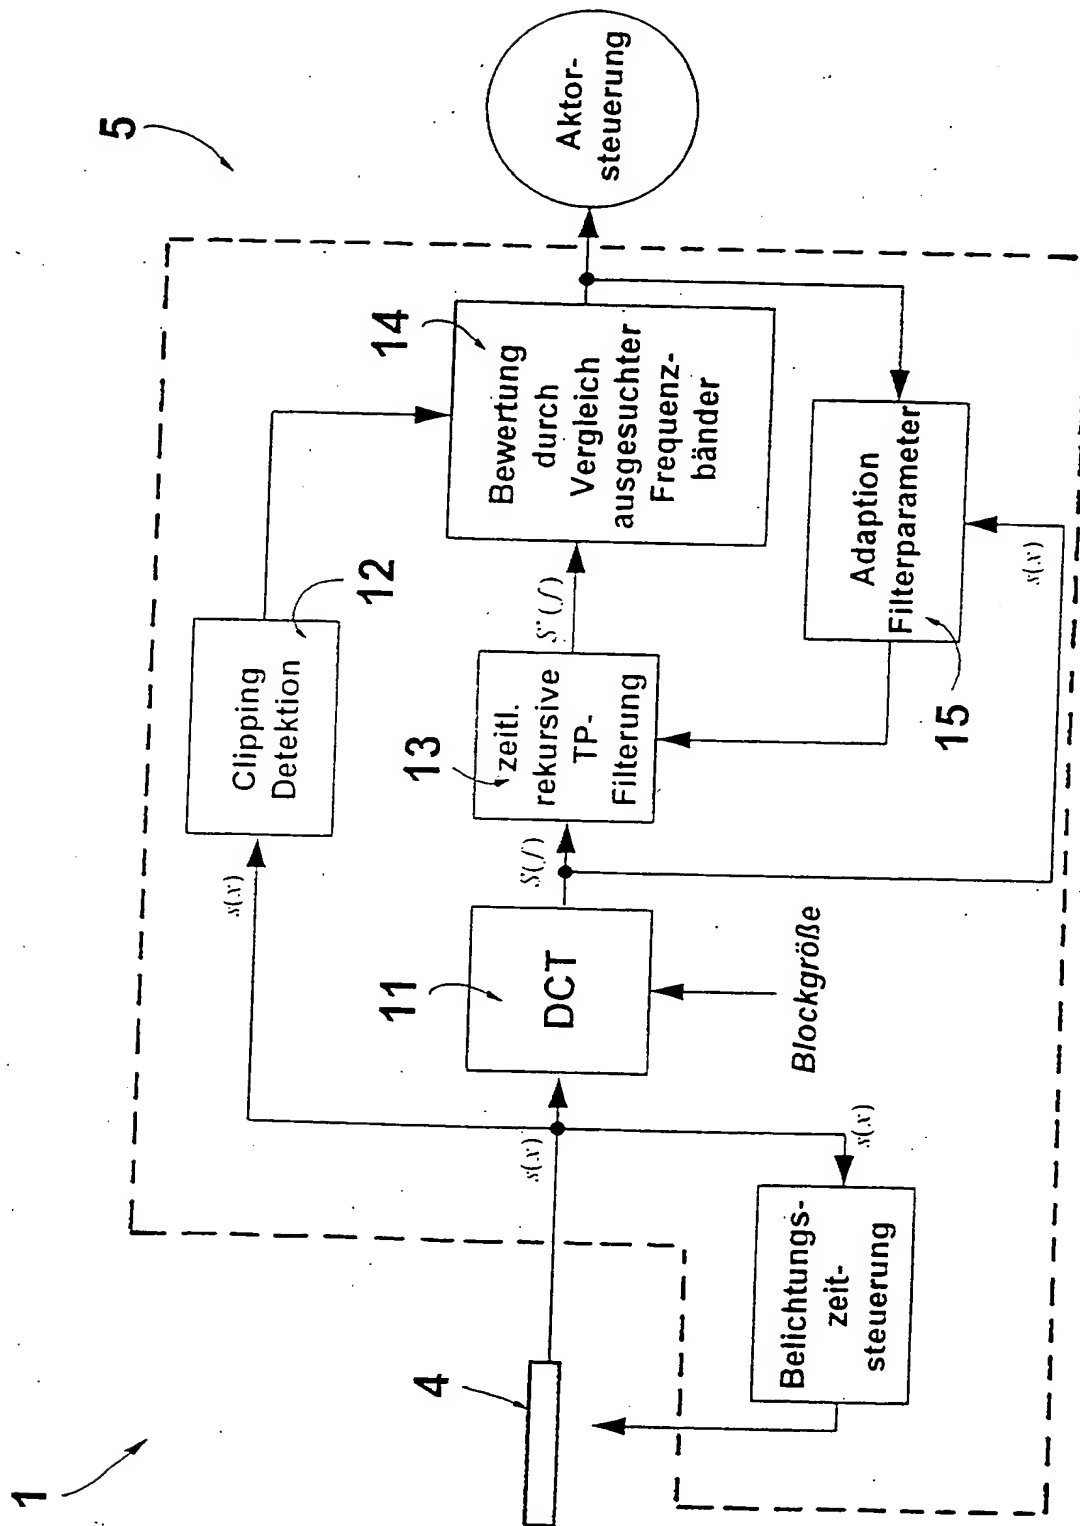 1
5
4
s(x)
s(x)
s(x)
Belichtungs-
zeit-
steuerung
11
DCT
Blockgröße
S(f)
Clipping
Detektion
12
13
zeitl.
rekursive
TP-
Filterung
14
Bewertung
durch
Vergleich
ausgesuchter
Frequenz-
bänder
Adaption
Filterparameter
15
s(x)
Aktor-
steuerung